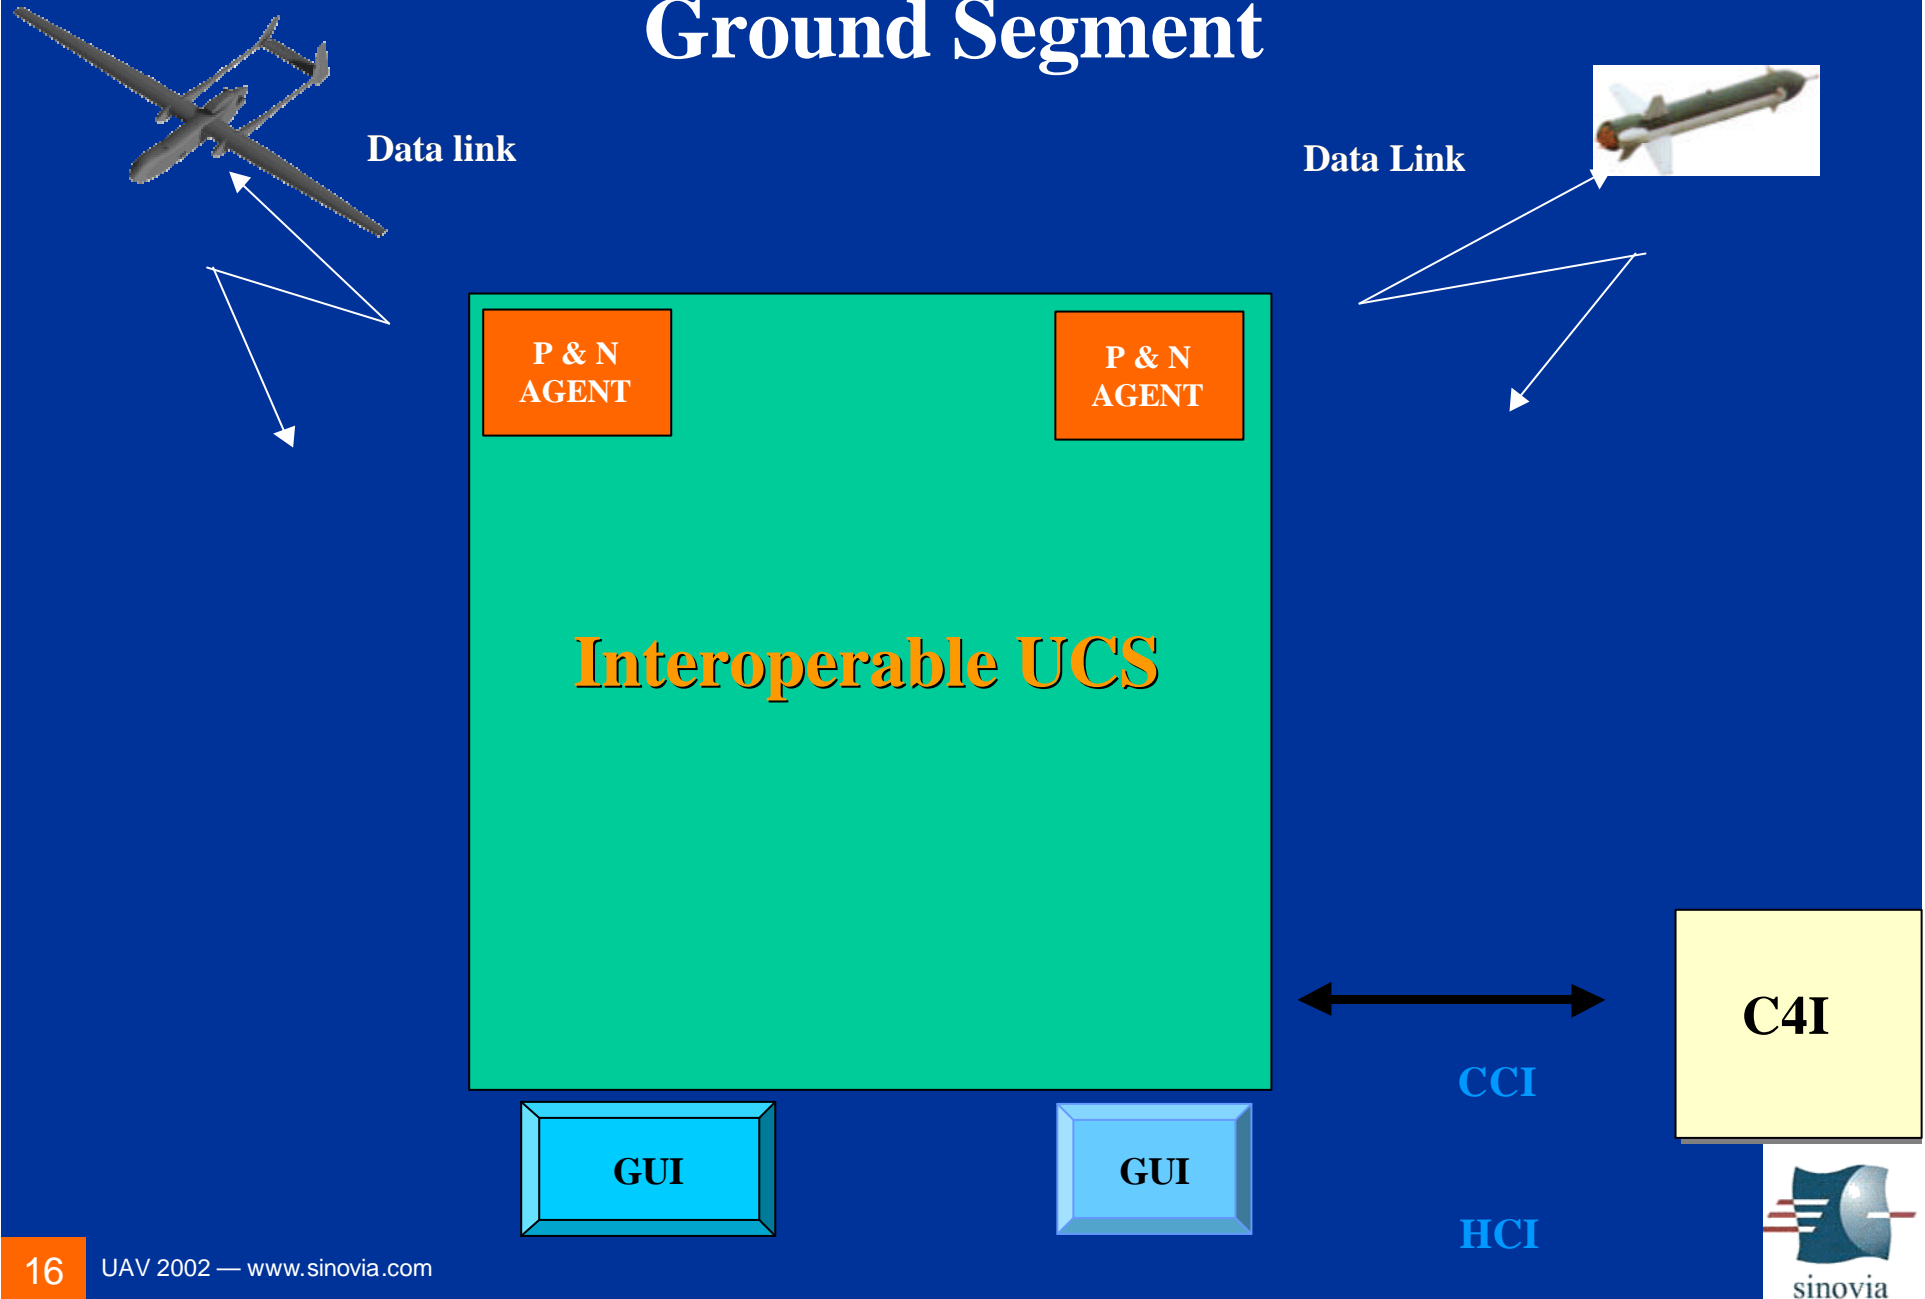 Ground Segment
Data link
Data Link
P & N
AGENT
P & N
AGENT
Interoperable UCS
C4I
CCI
GUI
GUI
HCI
16
UAV 2002 — www.sinovia.com
sinovia